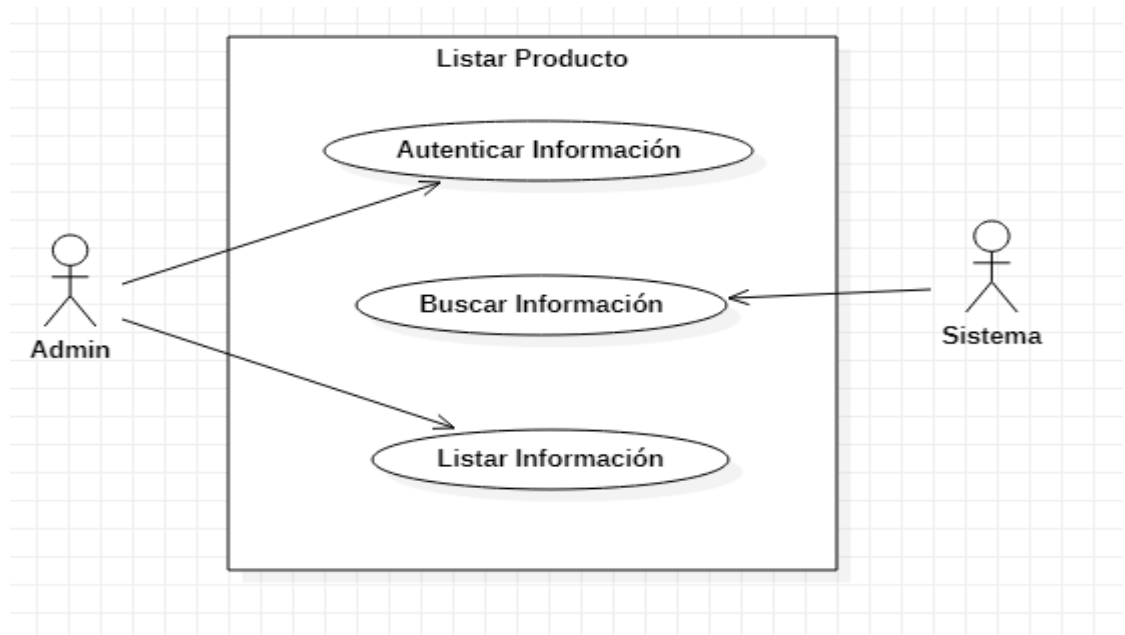 Listar Producto
Autenticar Información
Buscar Información
Listar Información
Admin
Sistema